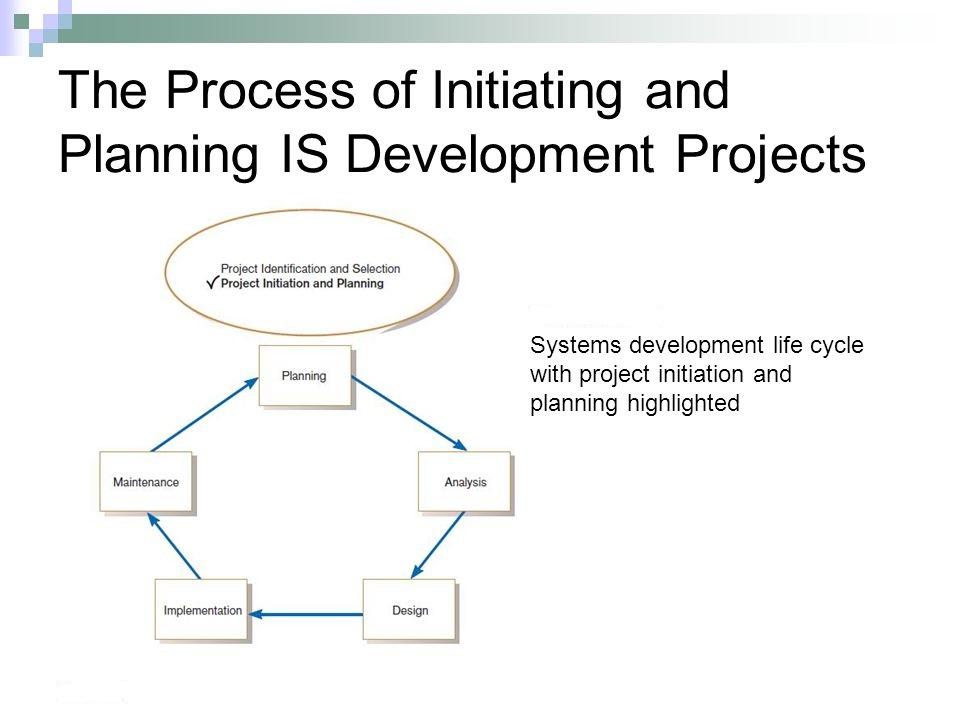 The Process of Initiating and
Planning IS Development Projects
Project Identification and Selection
✓Project Initiation and Planning
Systems development life cycle
with project initiation and
planning highlighted
Planning
Maintenance
Analysis
Implementation
Design